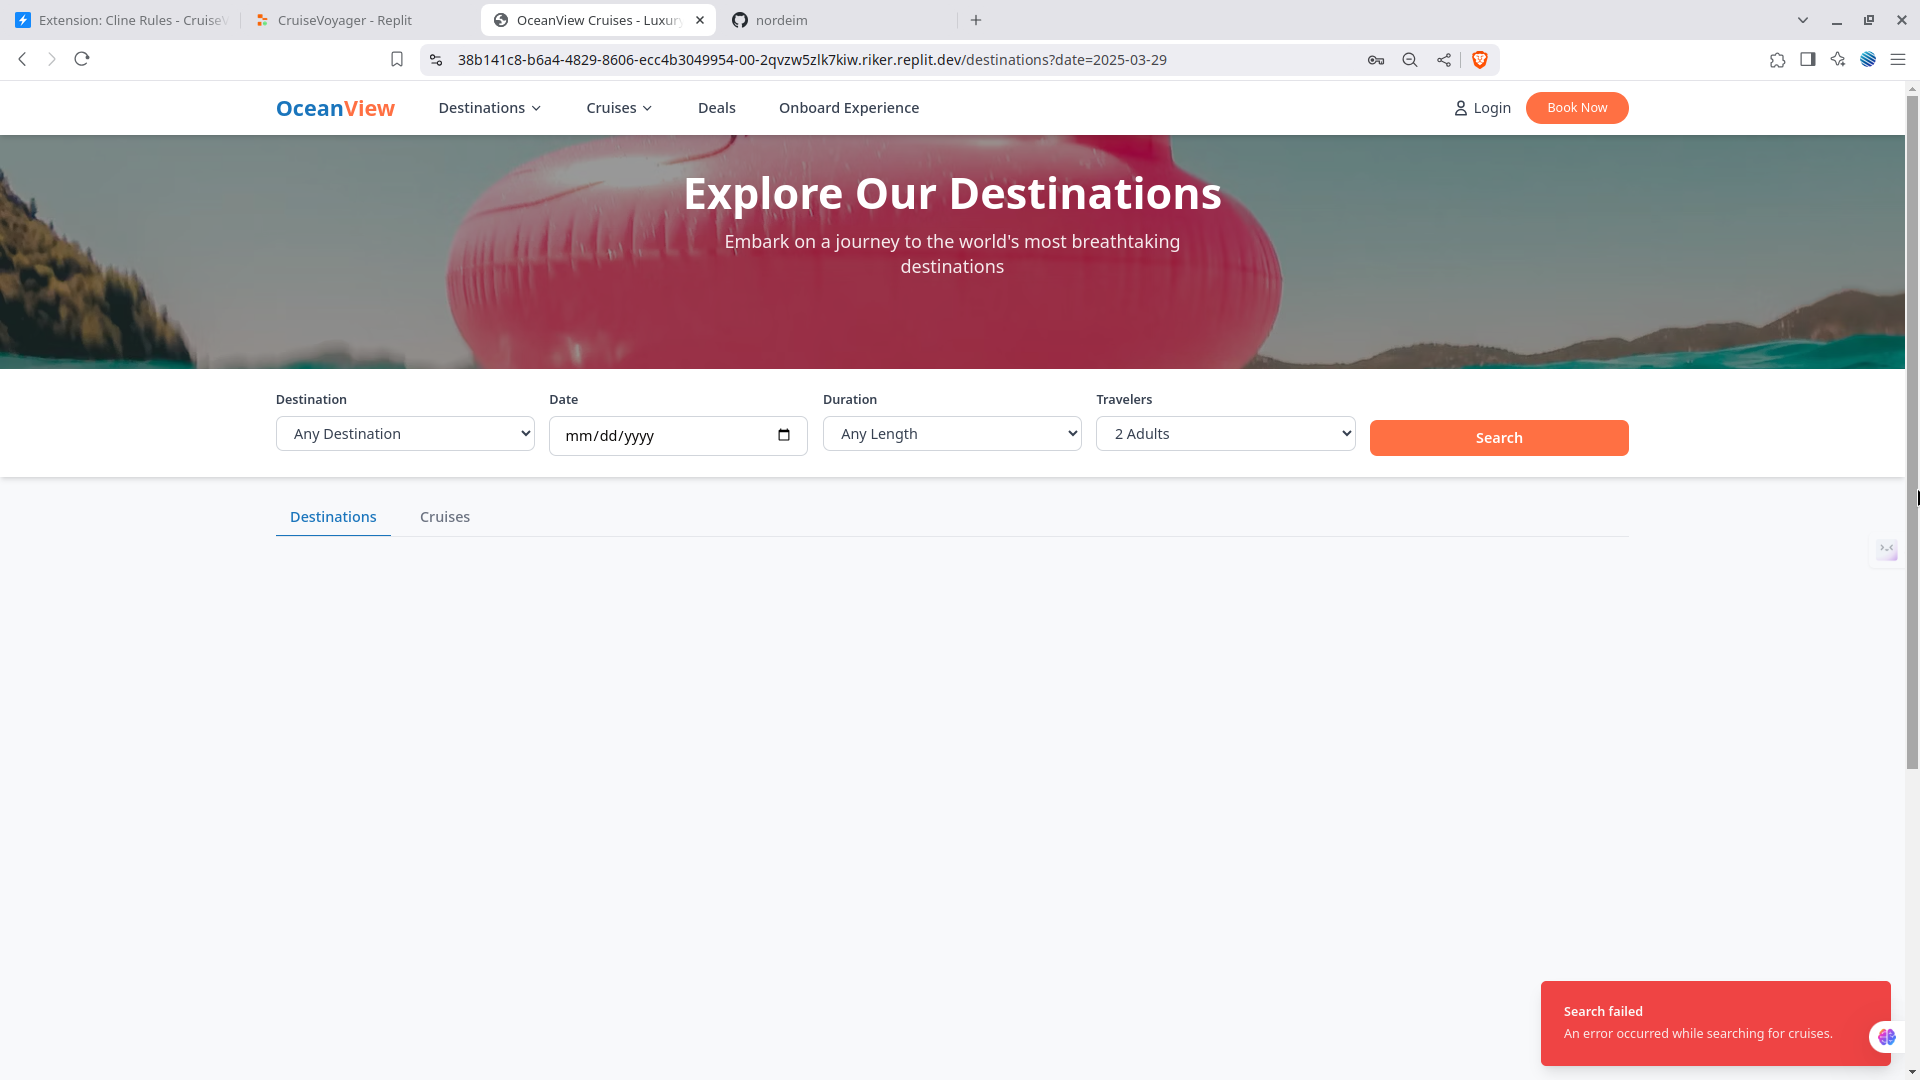 Extension: Cline Rules - CruiseV
CruiseVoyager - Replit
OceanView Cruises - Luxury
nordeim
38b141c8-b6a4-4829-8606-ecc4b3049954-00-2qvzw5zlk7kiw.riker.replit.dev/destinations?date=2025-03-29
OceanView
Destinations
Cruises
Deals
Onboard Experience
Login
Book Now
Explore Our Destinations
Embark on a journey to the world's most breathtaking
destinations
Destination
Date
Duration
Travelers
Any Destination
mm/dd/yyyy
Any Length
2 Adults
Search
Destinations
Cruises
Search failed
An error occurred while searching for cruises.